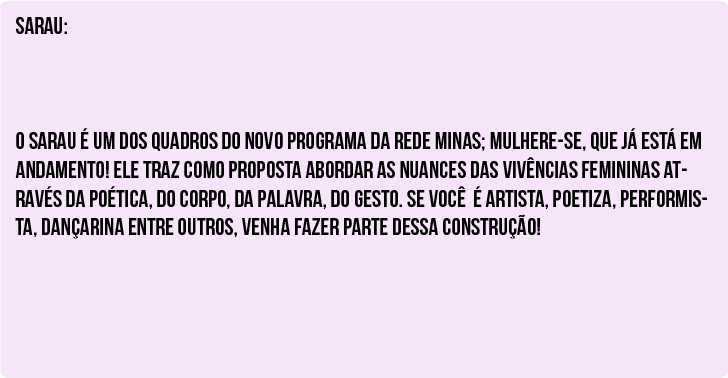 SARAU:
O SARAU É UM DOS QUADROS DO NOVO PROGRAMA DA REDE MINAS; MULHERE-SE, QUE JÁ ESTÁ EM
ANDAMENTO! ELE TRAZ COMO PROPOSTA ABORDAR AS NUANCES DAS VIVÊNCIAS FEMININAS AT-
RAVÉS DA POÉTICA, DO CORPO, DA PALAVRA, DO GESTO. SE VOCÊ É ARTISTA, POETIZA, PERFORMIS-
TA, DANÇARINA ENTRE OUTROS, VENHA FAZER PARTE DESSA CONSTRUÇÃO!